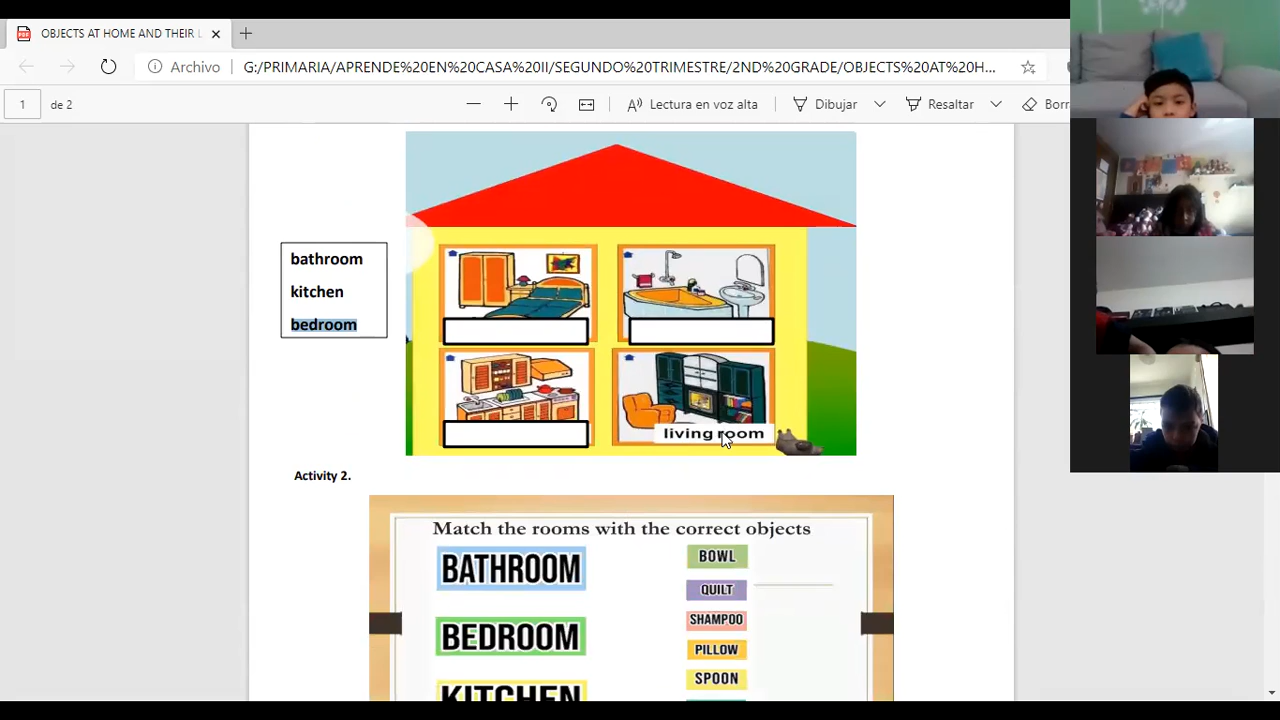 OBJECTS AT HOME AND THEIR L
Archivo
G:/PRIMARIA/APRENDE%20EN%20CASA%20II/SEGUNDO%20TRIMESTRE/2ND%20GRADE/OBJECTS%20AT%20H...
1
de 2
Lectura en voz alta
Dibujar
Resaltar
Borr
bathroom
kitchen
bedroom
living room
Activity 2.
Match the rooms with the correct objects
BATHROOM
BEDROOM
KITCHEN
BOWL
QUILT
SHAMPOO
PILLOW
SPOON